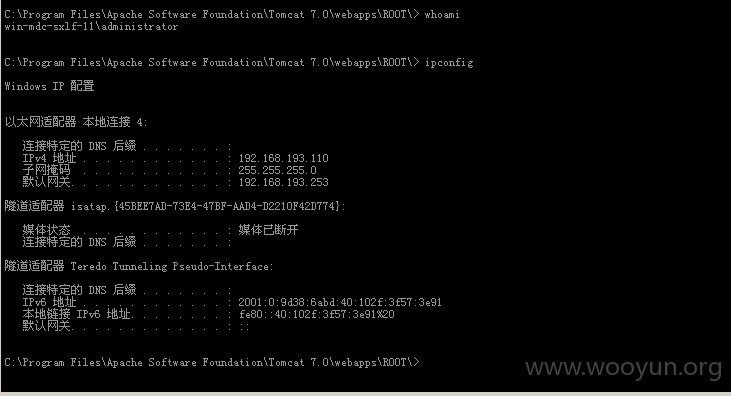 C:\Program Files\Apache Software Foundation\Tomcat 7.0\webapps\ROOT\> whoami
win-mdc-sxlf-11\administrator
C:\Program Files\Apache Software Foundation\Tomcat 7.0\webapps\ROOT\> ipconfig
Windows IP 配置
以太网适配器 本地连接 4:
连接特定的 DNS 后缀 . . . . . . . :
IPv4 地址 . . . . . . . . . . . . : 192.168.193.110
子网掩码 . . . . . . . . . . . . : 255.255.255.0
默认网关. . . . . . . . . . . . . : 192.168.193.253
隧道适配器 isatap.{45BEE7AD-73E4-47BF-AAD4-D2210F42D774}:
媒体状态 . . . . . . . . . . . . : 媒体已断开
连接特定的 DNS 后缀 . . . . . . . :
隧道适配器 Teredo Tunneling Pseudo-Interface:
连接特定的 DNS 后缀 . . . . . . . :
IPv6 地址 . . . . . . . . . . . . : 2001:0:9d38:6abd:40:102f:3f57:3e91
本地链接 IPv6 地址. . . . . . . . : fe80::40:102f:3f57:3e91%20
默认网关. . . . . . . . . . . . . : ::
C:\Program Files\Apache Software Foundation\Tomcat 7.0\webapps\ROOT\>
www.wooyun.org